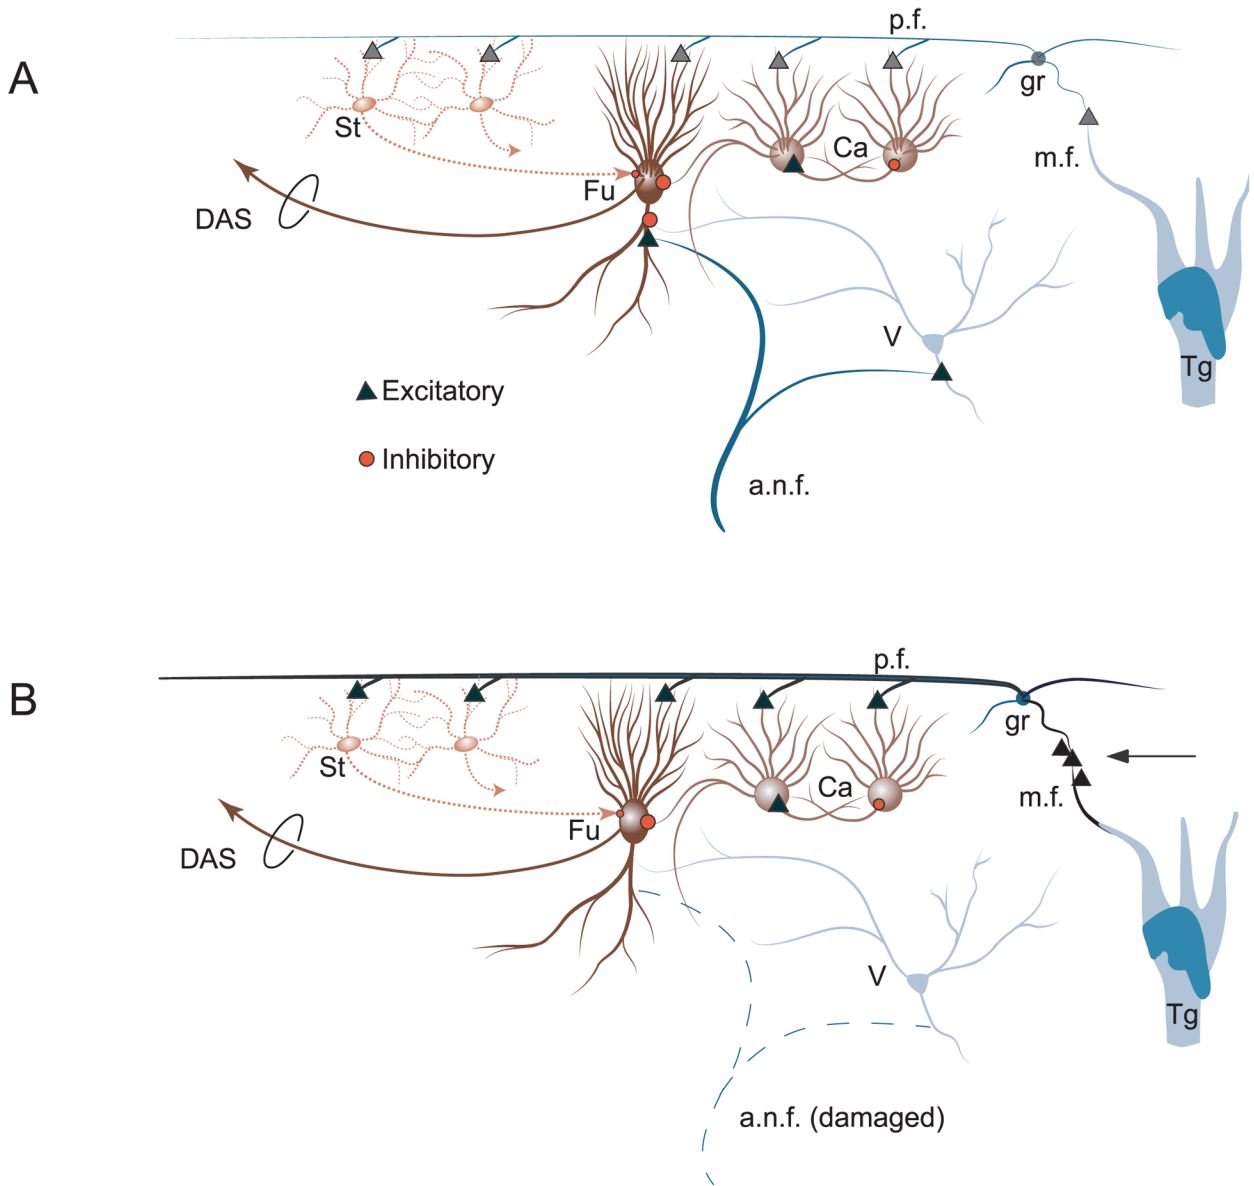 A
p.f.
gr
St
Ca
m.f.
Fu
DAS
V
Tg
Excitatory
Inhibitory
a.n.f.
B
p.f.
gr
St
Ca
m.f.
Fu
DAS
V
Tg
a.n.f. (damaged)